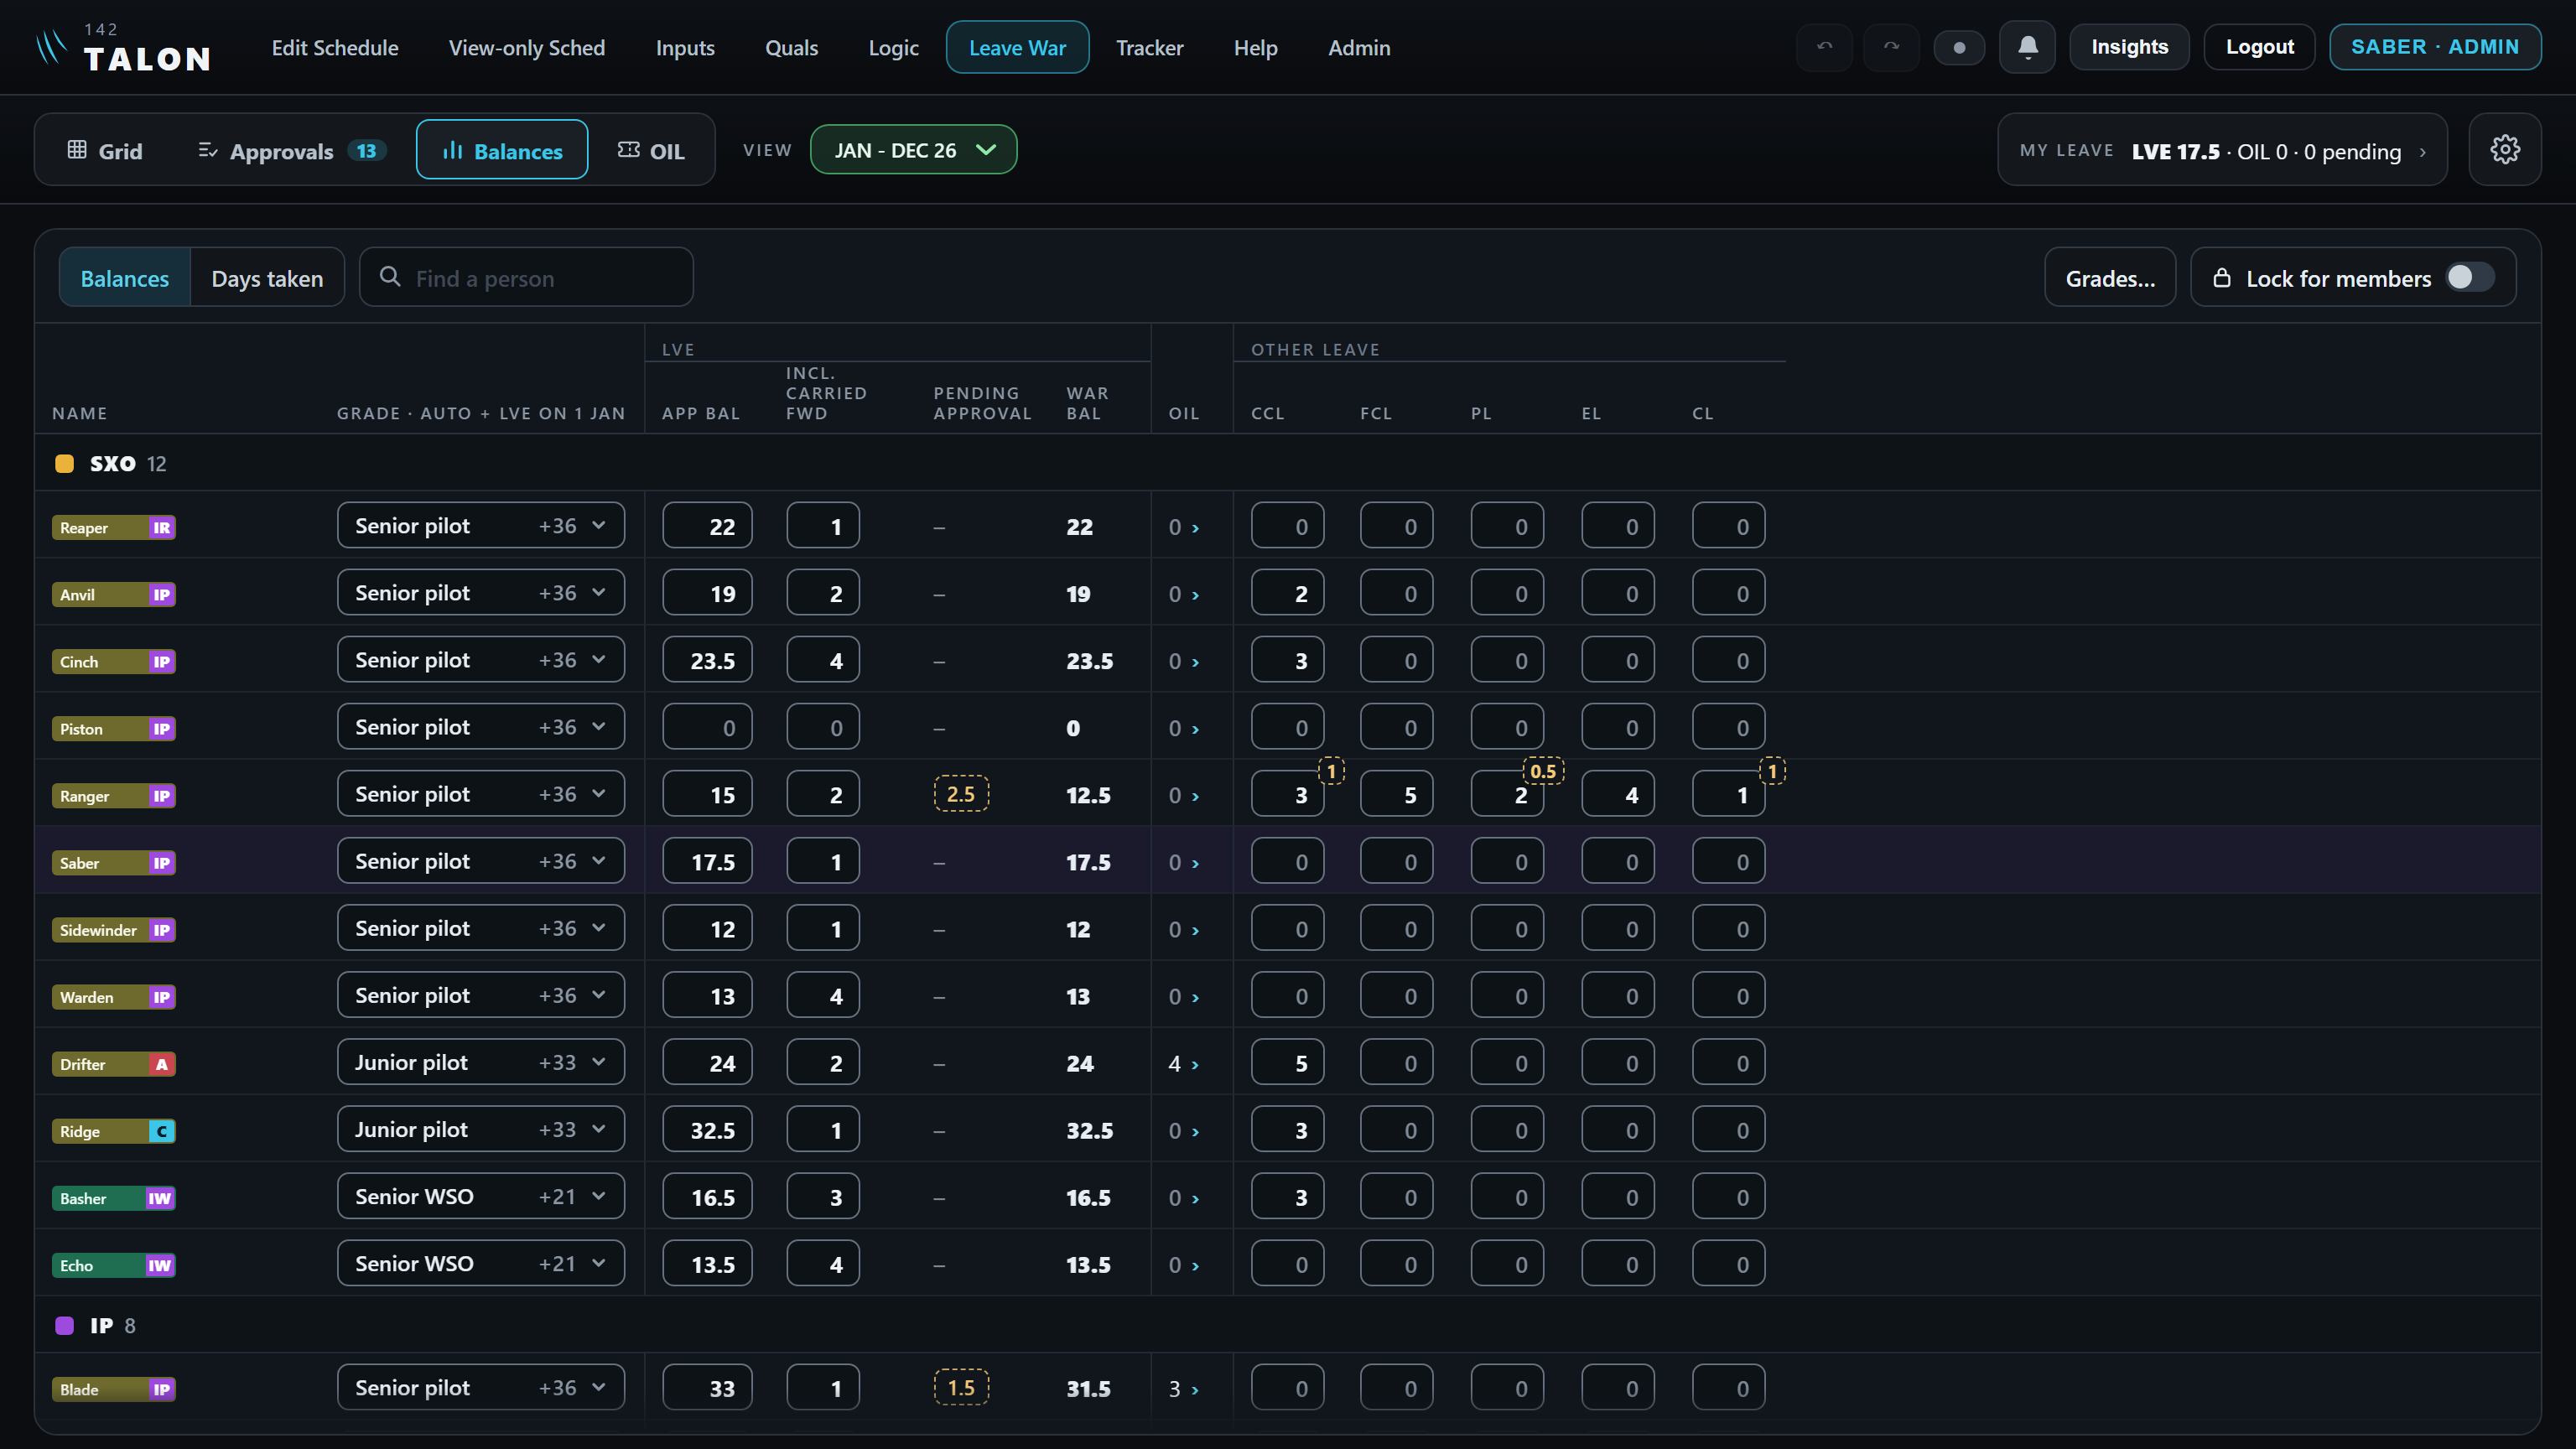 142
TALON
Edit Schedule View-only Sched Inputs Quals Logic Leave War Tracker Help Admin
Insights Logout SABER · ADMIN
Grid Approvals 13 Balances OIL VIEW JAN - DEC 26
MY LEAVE LVE 17.5 · OIL 0 · 0 pending ›
Balances Days taken Find a person
Grades... Lock for members
LVE OTHER LEAVE
NAME GRADE · AUTO + LVE ON 1 JAN APP BAL INCL. CARRIED FWD PENDING APPROVAL WAR BAL OIL CCL FCL PL EL CL
SXO 12
Reaper IR Senior pilot +36 22 1 – 22 0 › 0 0 0 0 0
Anvil IP Senior pilot +36 19 2 – 19 0 › 2 0 0 0 0
Cinch IP Senior pilot +36 23.5 4 – 23.5 0 › 3 0 0 0 0
Piston IP Senior pilot +36 0 0 – 0 0 › 0 0 0 0 0
Ranger IP Senior pilot +36 15 2 2.5 12.5 0 › 3 1 5 2 0.5 4 1 1
Saber IP Senior pilot +36 17.5 1 – 17.5 0 › 0 0 0 0 0
Sidewinder IP Senior pilot +36 12 1 – 12 0 › 0 0 0 0 0
Warden IP Senior pilot +36 13 4 – 13 0 › 0 0 0 0 0
Drifter A Junior pilot +33 24 2 – 24 4 › 5 0 0 0 0
Ridge C Junior pilot +33 32.5 1 – 32.5 0 › 3 0 0 0 0
Basher IW Senior WSO +21 16.5 3 – 16.5 0 › 3 0 0 0 0
Echo IW Senior WSO +21 13.5 4 – 13.5 0 › 0 0 0 0 0
IP 8
Blade IP Senior pilot +36 33 1 1.5 31.5 3 › 0 0 0 0 0